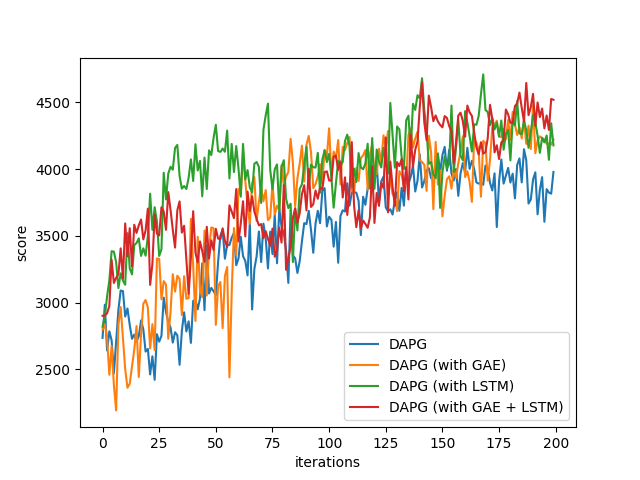 4500
4000
3500
3000
2500
score
0
25
50
75
100
125
150
175
200
iterations
DAPG
DAPG (with GAE)
DAPG (with LSTM)
DAPG (with GAE + LSTM)